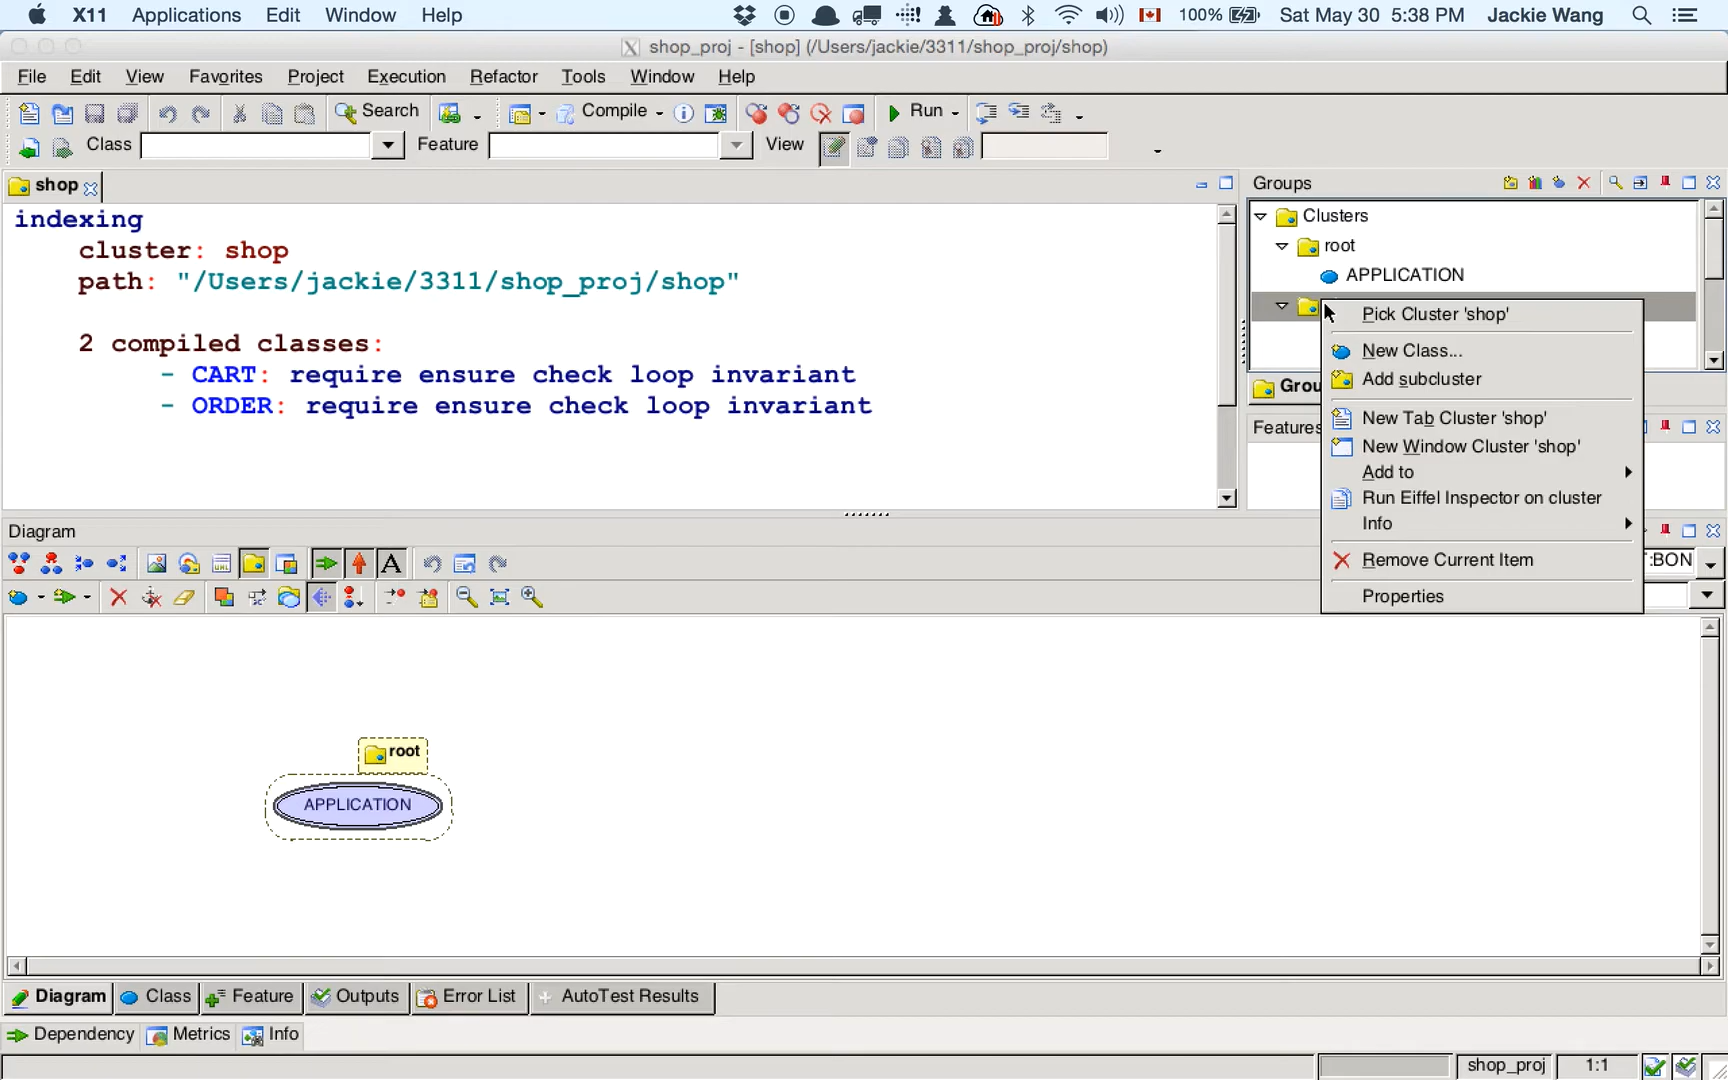 X11 Applications Edit Window Help 100% Sat May 30 5:38 PM Jackie Wang
shop_proj - [shop] (/Users/jackie/3311/shop_proj/shop)
File Edit View Favorites Project Execution Refactor Tools Window Help
Search Compile Run
Class Feature View
shop
Groups
indexing
cluster: shop
path: "/Users/jackie/3311/shop_proj/shop"
2 compiled classes:
- CART: require ensure check loop invariant
- ORDER: require ensure check loop invariant
Clusters
root
APPLICATION
Pick Cluster 'shop'
New Class...
Add subcluster
New Tab Cluster 'shop'
New Window Cluster 'shop'
Add to
Run Eiffel Inspector on cluster
Info
Remove Current Item
Properties
Grou
Features
Diagram
:BON
A
root
APPLICATION
Diagram Class Feature Outputs Error List AutoTest Results
Dependency Metrics Info
shop_proj 1:1